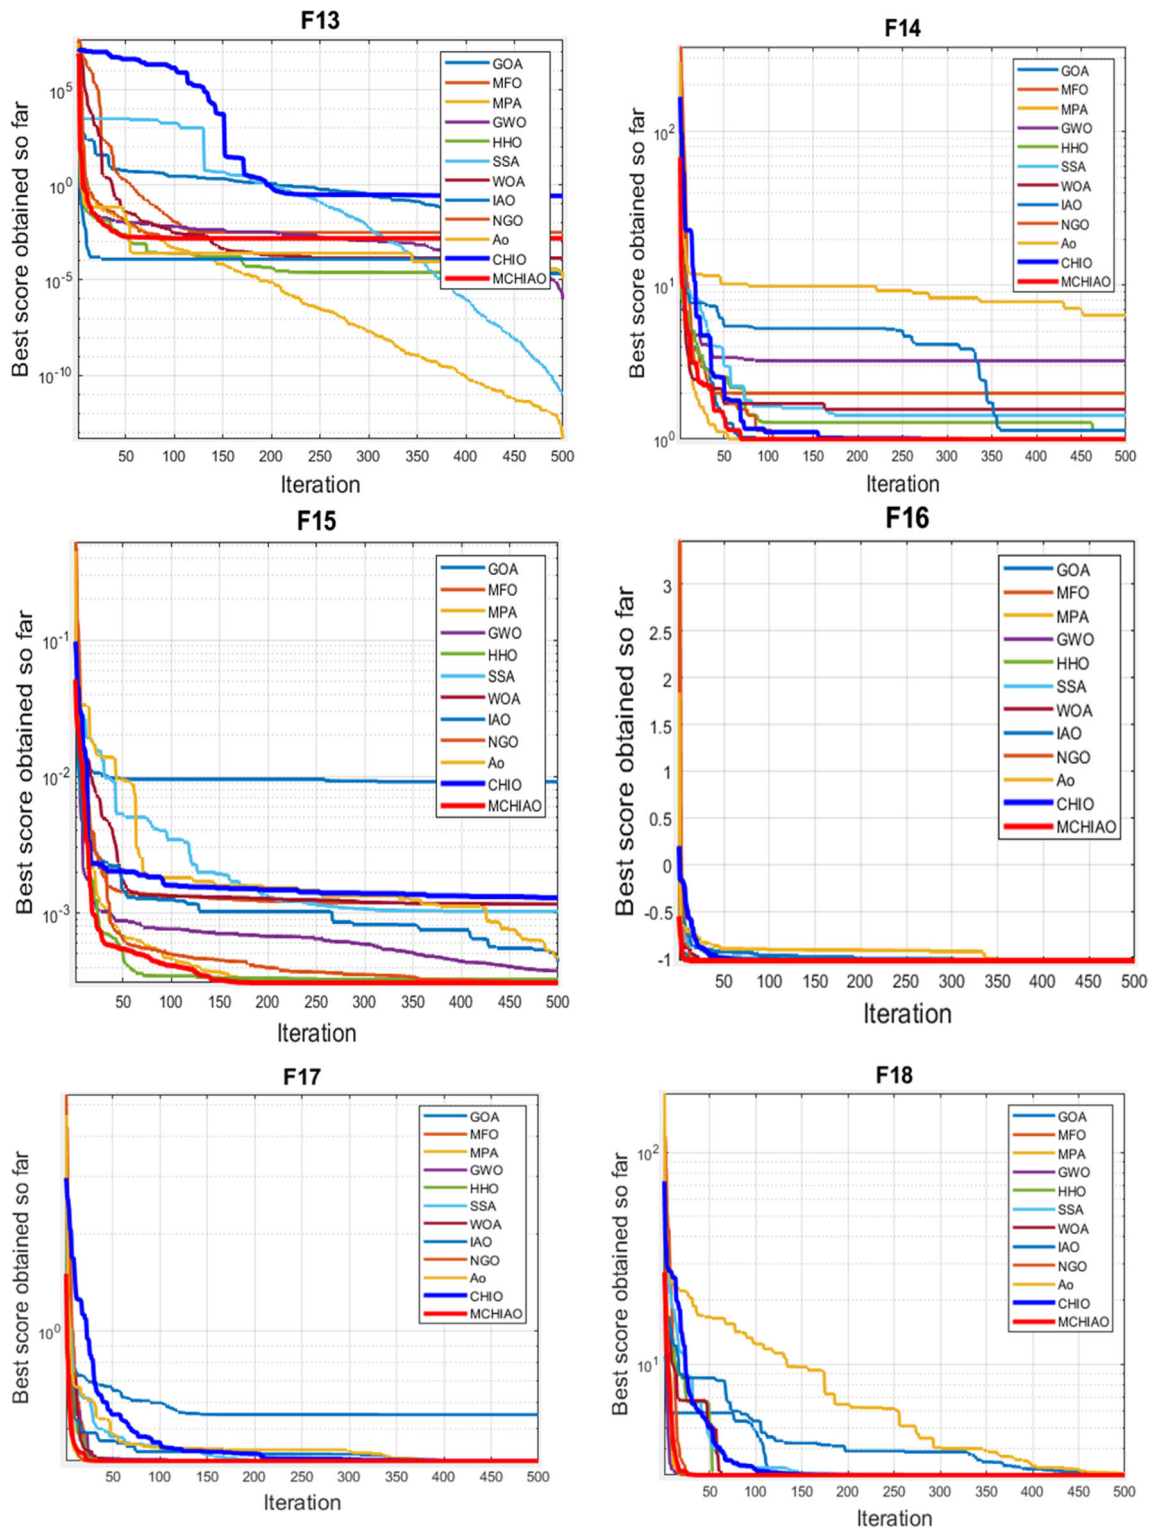 F13
Best score obtained so far
10^5
10^0
10^-5
10^-10
GOA
MFO
MPA
GWO
HHO
SSA
WOA
IAO
NGO
Ao
CHIO
MCHIAO
50 100 150 200 250 300 350 400 450 500
Iteration
F14
Best score obtained so far
10^2
10^1
10^0
GOA
MFO
MPA
GWO
HHO
SSA
WOA
IAO
NGO
Ao
CHIO
MCHIAO
50 100 150 200 250 300 350 400 450 500
Iteration
F15
Best score obtained so far
10^-1
10^-2
10^-3
GOA
MFO
MPA
GWO
HHO
SSA
WOA
IAO
NGO
Ao
CHIO
MCHIAO
50 100 150 200 250 300 350 400 450 500
Iteration
F16
Best score obtained so far
3
2.5
2
1.5
1
0.5
0
-0.5
-1
GOA
MFO
MPA
GWO
HHO
SSA
WOA
IAO
NGO
Ao
CHIO
MCHIAO
50 100 150 200 250 300 350 400 450 500
Iteration
F17
Best score obtained so far
10^0
GOA
MFO
MPA
GWO
HHO
SSA
WOA
IAO
NGO
Ao
CHIO
MCHIAO
50 100 150 200 250 300 350 400 450 500
Iteration
F18
Best score obtained so far
10^2
10^1
GOA
MFO
MPA
GWO
HHO
SSA
WOA
IAO
NGO
Ao
CHIO
MCHIAO
50 100 150 200 250 300 350 400 450 500
Iteration